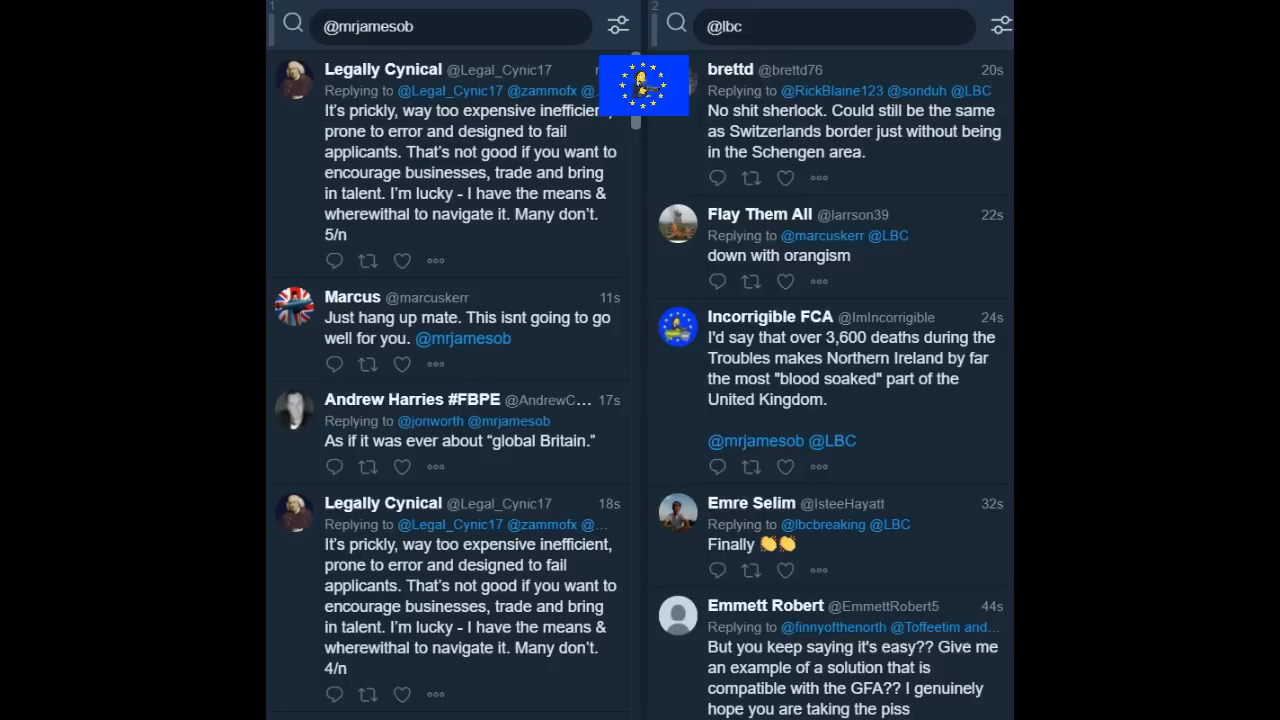 1
@mrjamesob
Legally Cynical @Legal_Cynic17
Replying to @Legal_Cynic17 @zammofx @
It's prickly, way too expensive inefficient,
prone to error and designed to fail
applicants. That's not good if you want to
encourage businesses, trade and bring
in talent. I'm lucky - I have the means &
wherewithal to navigate it. Many don't.
5/n
Marcus @marcuskerr 11s
Just hang up mate. This isnt going to go
well for you. @mrjamesob
Andrew Harries #FBPE @AndrewC... 17s
Replying to @jonworth @mrjamesob
As if it was ever about “global Britain.”
Legally Cynical @Legal_Cynic17 18s
Replying to @Legal_Cynic17 @zammofx @...
It's prickly, way too expensive inefficient,
prone to error and designed to fail
applicants. That's not good if you want to
encourage businesses, trade and bring
in talent. I'm lucky - I have the means &
wherewithal to navigate it. Many don't.
4/n
2
@lbc
brettd @brettd76 20s
Replying to @RickBlaine123 @sonduh @LBC
No shit sherlock. Could still be the same
as Switzerlands border just without being
in the Schengen area.
Flay Them All @larrson39 22s
Replying to @marcuskerr @LBC
down with orangism
Incorrigible FCA @ImIncorrigible 24s
I'd say that over 3,600 deaths during the
Troubles makes Northern Ireland by far
the most "blood soaked" part of the
United Kingdom.
@mrjamesob @LBC
Emre Selim @IsteeHayatt 32s
Replying to @lbcbreaking @LBC
Finally 👏👏
Emmett Robert @EmmettRobert5 44s
Replying to @finnyofthenorth @Toffeetim and...
But you keep saying it's easy?? Give me
an example of a solution that is
compatible with the GFA?? I genuinely
hope you are taking the piss